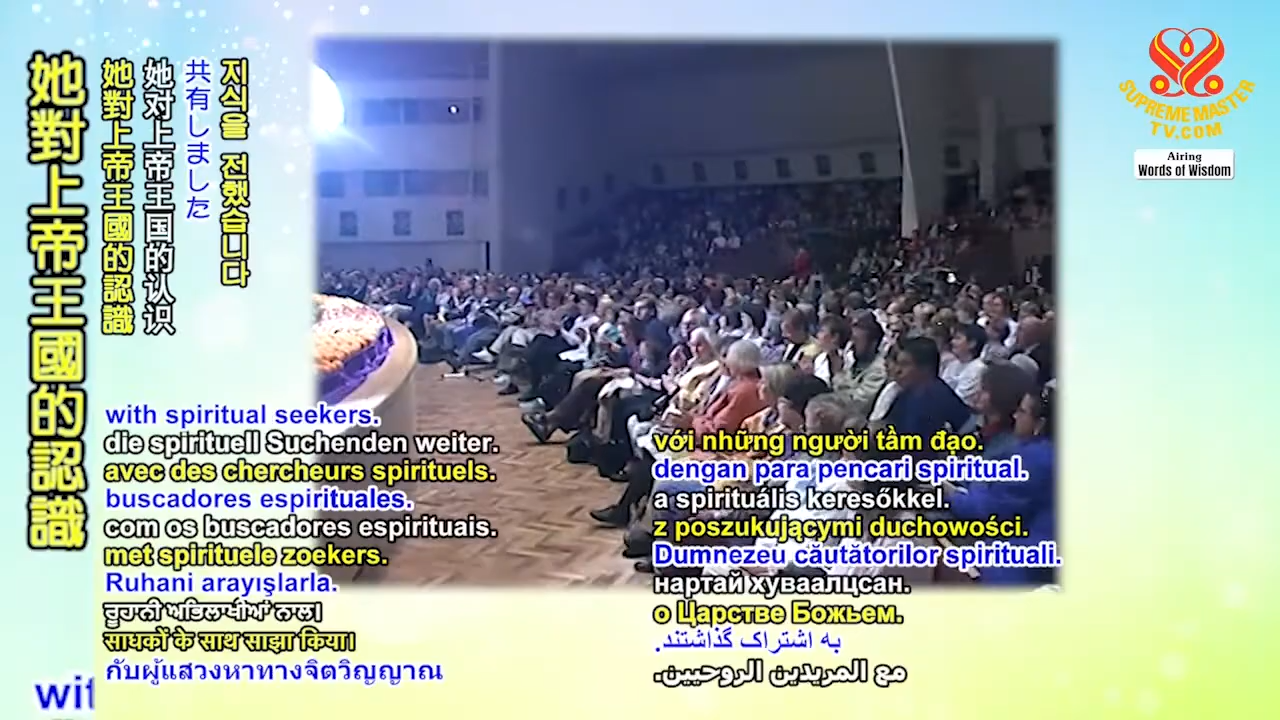 她對上帝王國的認識
她對上帝王國的認識
她对上帝王国的认识
共有しました
지식을 전했습니다
SUPREME MASTER
TV.COM
Airing
Words of Wisdom
with spiritual seekers.
die spirituell Suchenden weiter.
avec des chercheurs spirituels.
buscadores espirituales.
com os buscadores espirituais.
met spirituele zoekers.
Ruhani arayışlarla.
ਰੂਹਾਨੀ ਅਭਿਲਾਖੀਆਂ ਨਾਲ।
साधकों के साथ साझा किया।
กับผู้แสวงหาทางจิตวิญญาณ
với những người tầm đạo.
dengan para pencari spiritual.
a spirituális keresőkkel.
z poszukującymi duchowości.
Dumnezeu căutătorilor spirituali.
нартай хуваалцсан.
о Царстве Божьем.
به اشتراک گذاشتند.
مع المريدين الروحيين.
wit